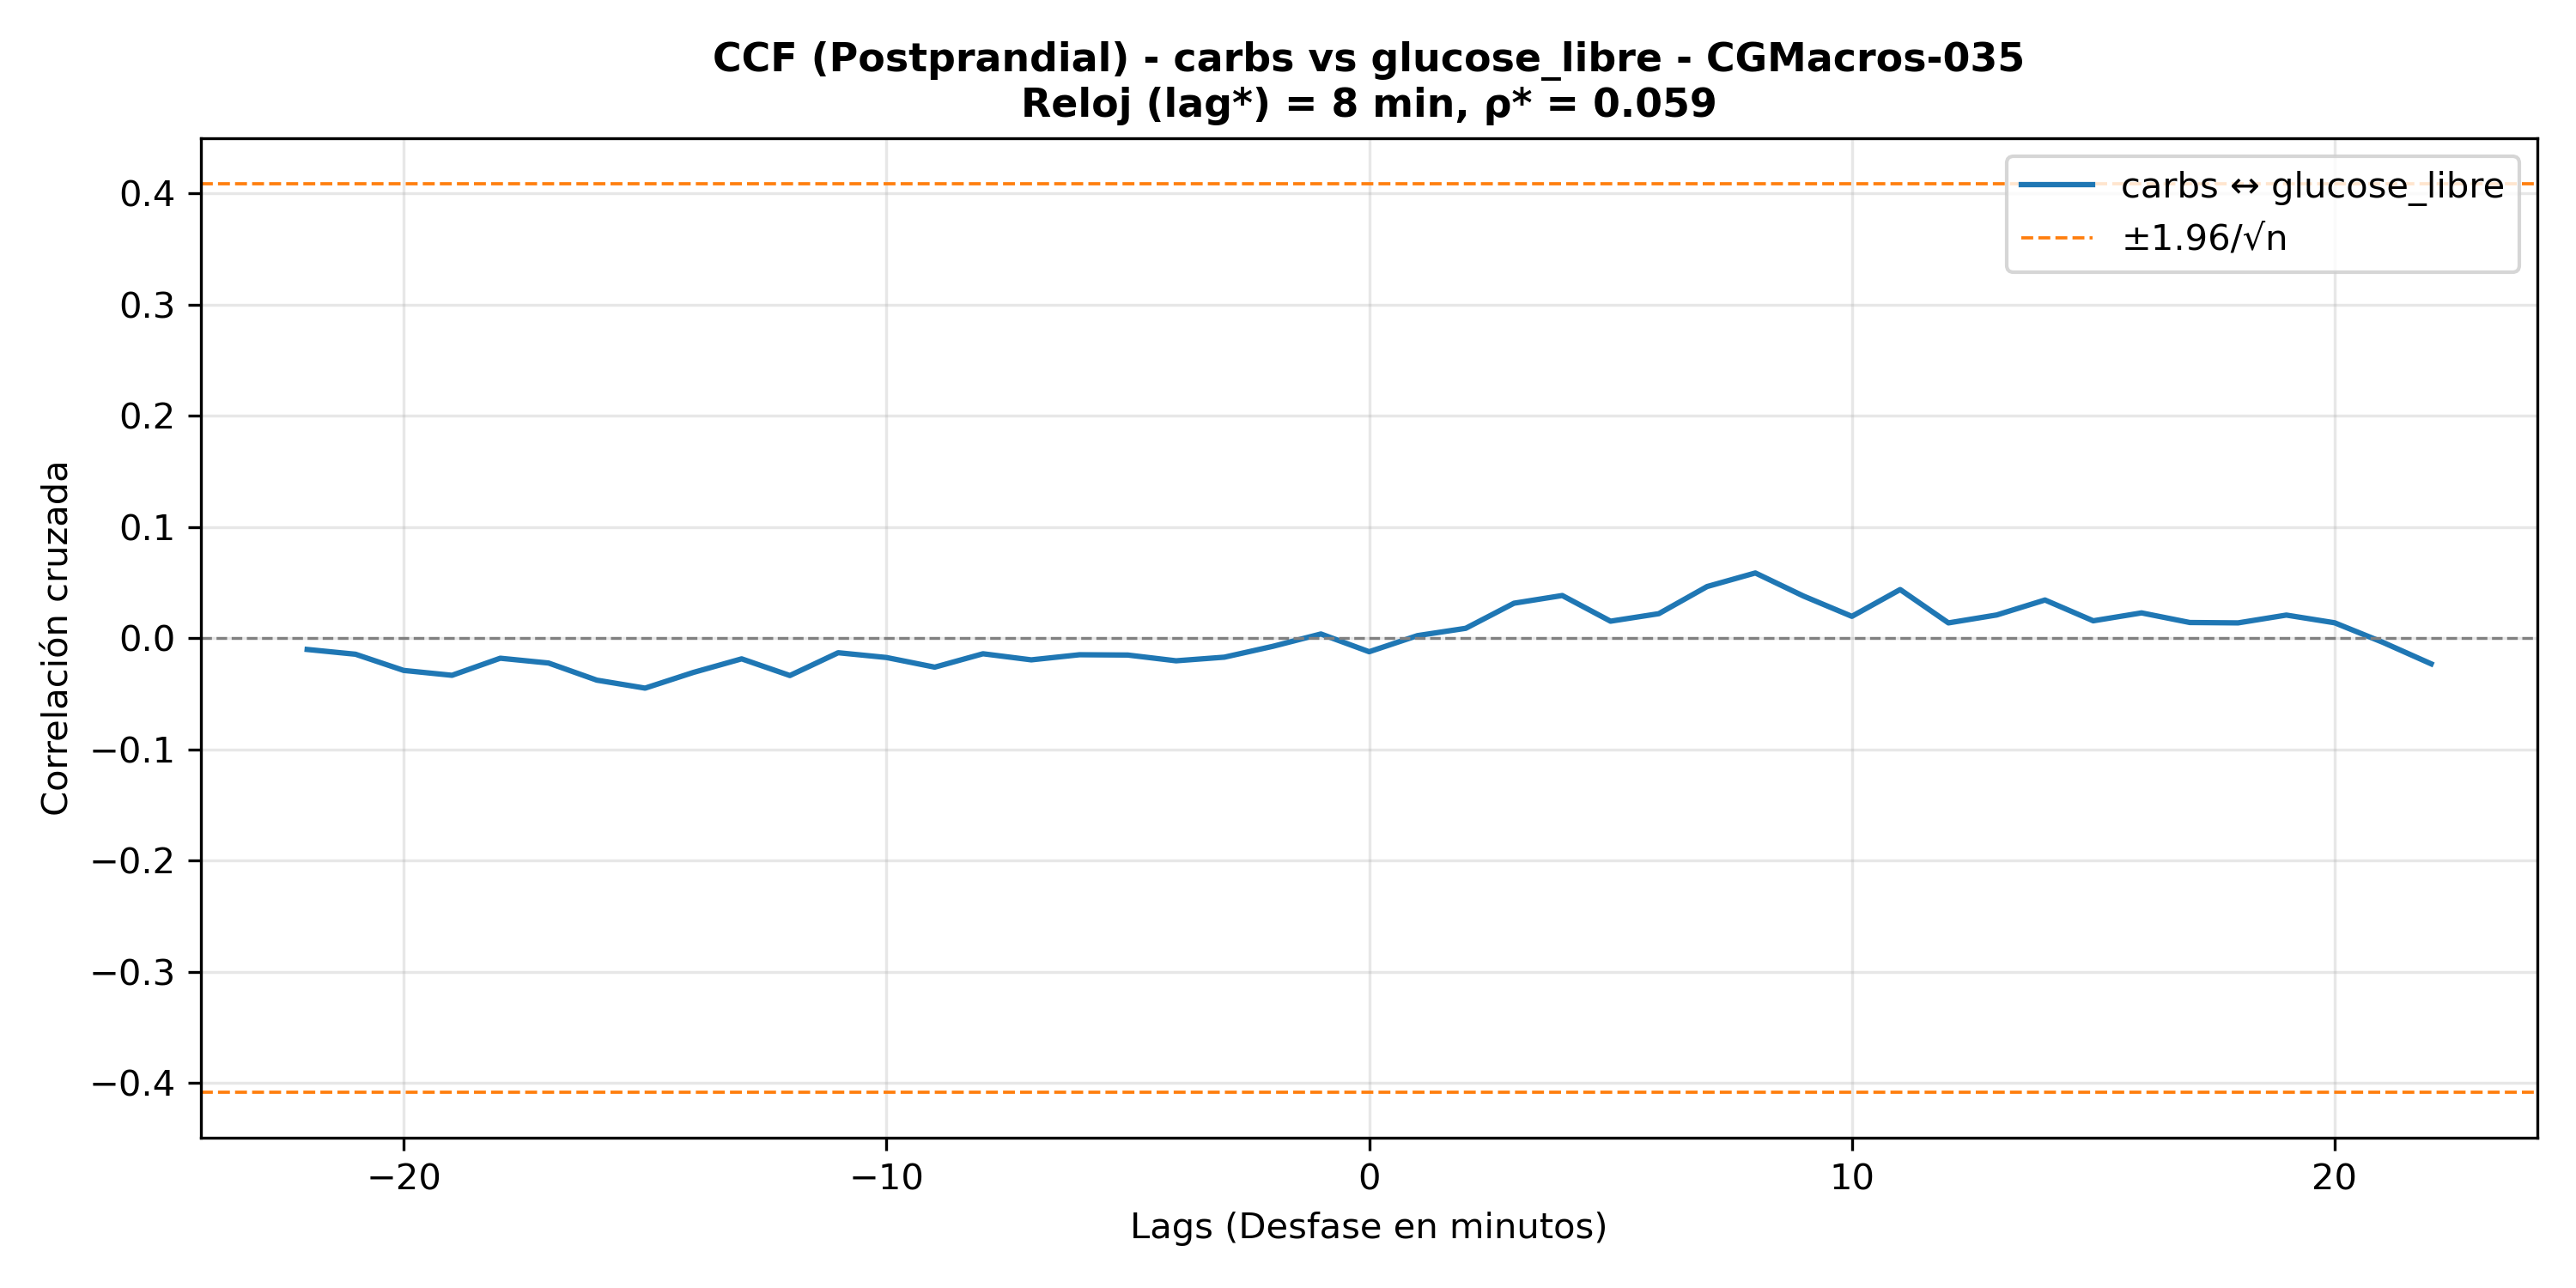 CCF (Postprandial) - carbs vs glucose_libre - CGMacros-035
Reloj (lag*) = 8 min, ρ* = 0.059
carbs ↔ glucose_libre
±1.96/√n
Correlación cruzada
0.4
0.3
0.2
0.1
0.0
−0.1
−0.2
−0.3
−0.4
−20 −10 0 10 20
Lags (Desfase en minutos)